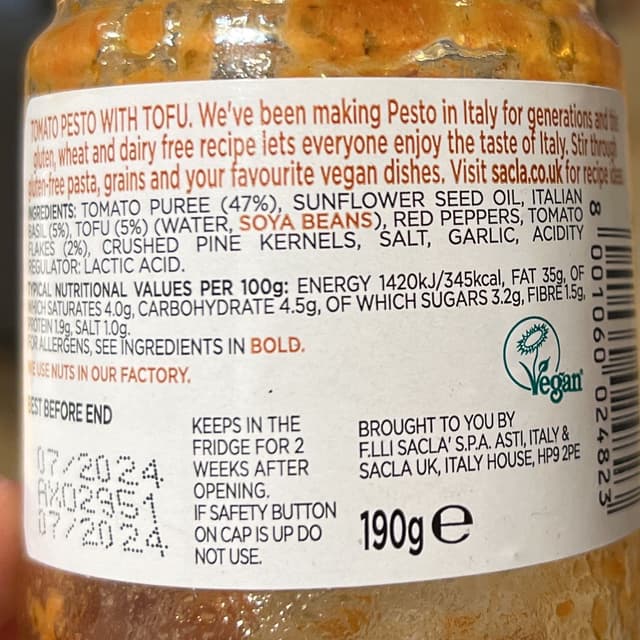 TOMATO PESTO WITH TOFU. We've been making Pesto in Italy for generations and
gluten, wheat and dairy free recipe lets everyone enjoy the taste of Italy. Stir through
gluten-free pasta, grains and your favourite vegan dishes. Visit sacla.co.uk for recipe ideas
INGREDIENTS: TOMATO PUREE (47%), SUNFLOWER SEED OIL, ITALIAN
BASIL (5%), TOFU (5%) (WATER, SOYA BEANS), RED PEPPERS, TOMATO
FLAKES (2%), CRUSHED PINE KERNELS, SALT, GARLIC, ACIDITY
REGULATOR: LACTIC ACID.
TYPICAL NUTRITIONAL VALUES PER 100g: ENERGY 1420kJ/345kcal, FAT 35g, OF
WHICH SATURATES 4.0g, CARBOHYDRATE 4.5g, OF WHICH SUGARS 3.2g, FIBRE 1.5g,
PROTEIN 1.9g, SALT 1.0g.
FOR ALLERGENS, SEE INGREDIENTS IN BOLD.
WE USE NUTS IN OUR FACTORY.
BEST BEFORE END
07/2024
AX02951
07/2024
KEEPS IN THE
FRIDGE FOR 2
WEEKS AFTER
OPENING.
IF SAFETY BUTTON
ON CAP IS UP DO
NOT USE.
Vegan
BROUGHT TO YOU BY
F.LLI SACLA' S.P.A. ASTI, ITALY &
SACLA UK, ITALY HOUSE, HP9 2PE
190g e
8 001060 024823